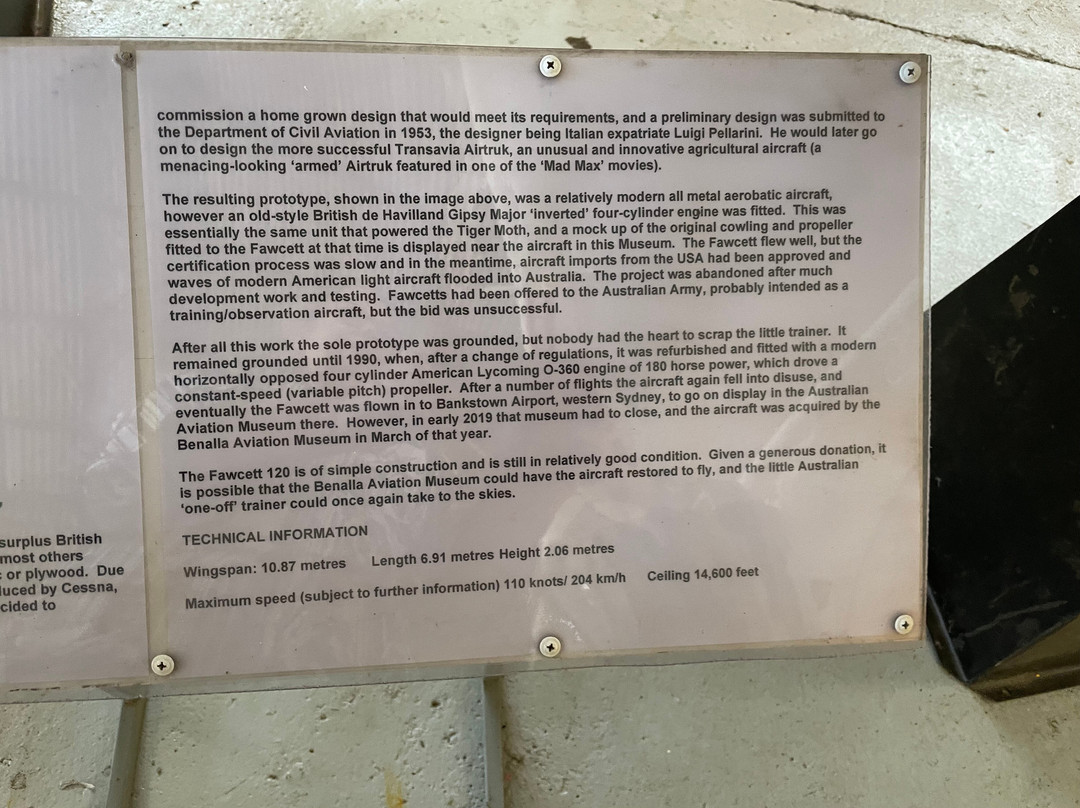 surplus British
most others
or plywood. Due
uced by Cessna,
cided to
commission a home grown design that would meet its requirements, and a preliminary design was submitted to
the Department of Civil Aviation in 1953, the designer being Italian expatriate Luigi Pellarini. He would later go
on to design the more successful Transavia Airtruk, an unusual and innovative agricultural aircraft (a
menacing-looking ‘armed’ Airtruk featured in one of the ‘Mad Max’ movies).
The resulting prototype, shown in the image above, was a relatively modern all metal aerobatic aircraft,
however an old-style British de Havilland Gipsy Major ‘inverted’ four-cylinder engine was fitted. This was
essentially the same unit that powered the Tiger Moth, and a mock up of the original cowling and propeller
fitted to the Fawcett at that time is displayed near the aircraft in this Museum. The Fawcett flew well, but the
certification process was slow and in the meantime, aircraft imports from the USA had been approved and
waves of modern American light aircraft flooded into Australia. The project was abandoned after much
development work and testing. Fawcetts had been offered to the Australian Army, probably intended as a
training/observation aircraft, but the bid was unsuccessful.
After all this work the sole prototype was grounded, but nobody had the heart to scrap the little trainer. It
remained grounded until 1990, when, after a change of regulations, it was refurbished and fitted with a modern
horizontally opposed four cylinder American Lycoming O-360 engine of 180 horse power, which drove a
constant-speed (variable pitch) propeller. After a number of flights the aircraft again fell into disuse, and
eventually the Fawcett was flown in to Bankstown Airport, western Sydney, to go on display in the Australian
Aviation Museum there. However, in early 2019 that museum had to close, and the aircraft was acquired by the
Benalla Aviation Museum in March of that year.
The Fawcett 120 is of simple construction and is still in relatively good condition. Given a generous donation, it
is possible that the Benalla Aviation Museum could have the aircraft restored to fly, and the little Australian
‘one-off’ trainer could once again take to the skies.
TECHNICAL INFORMATION
Wingspan: 10.87 metres Length 6.91 metres Height 2.06 metres
Maximum speed (subject to further information) 110 knots/ 204 km/h Ceiling 14,600 feet